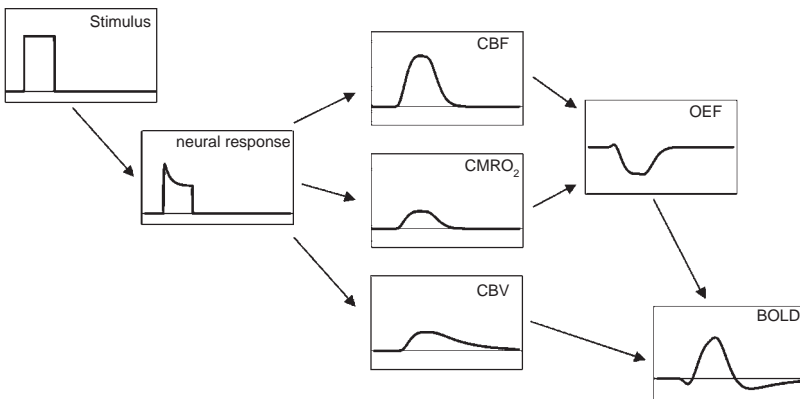 Stimulus
neural response
CBF
CMRO₂
CBV
OEF
BOLD